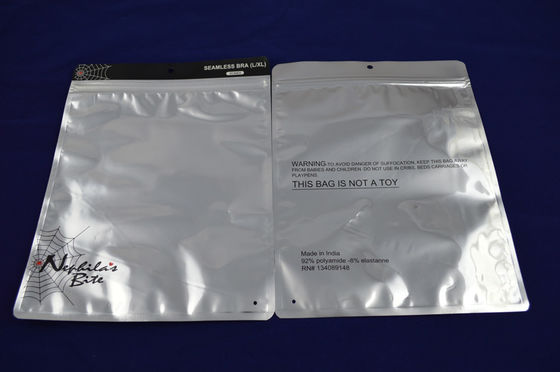 SEAMLESS BRA (L/XL)
Nephila's
Bite
WARNING-TO AVOID DANGER OF SUFFOCATION, KEEP THIS BAG AWAY
FROM BABIES AND CHILDREN. DO NOT USE IN CRIBS, BEDS CARRIAGES OR
PLAYPENS.
THIS BAG IS NOT A TOY
Made in India
92% polyamide -8% elastanne
RN# 134089148